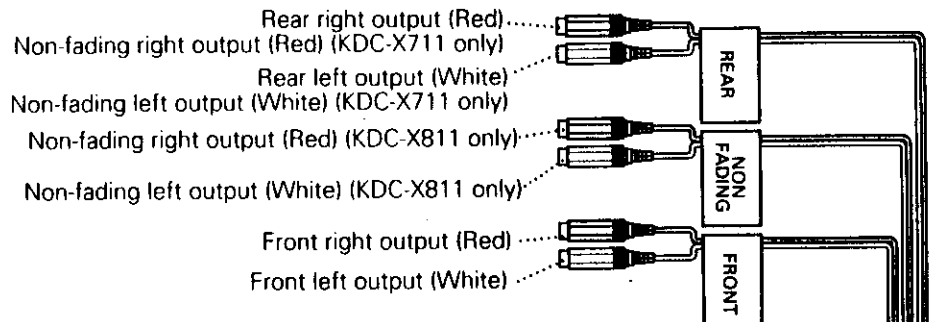 Rear right output (Red)
Non-fading right output (Red) (KDC-X711 only)
Rear left output (White)
Non-fading left output (White) (KDC-X711 only)
REAR
Non-fading right output (Red) (KDC-X811 only)
Non-fading left output (White) (KDC-X811 only)
NON
FADING
Front right output (Red)
Front left output (White)
FRONT